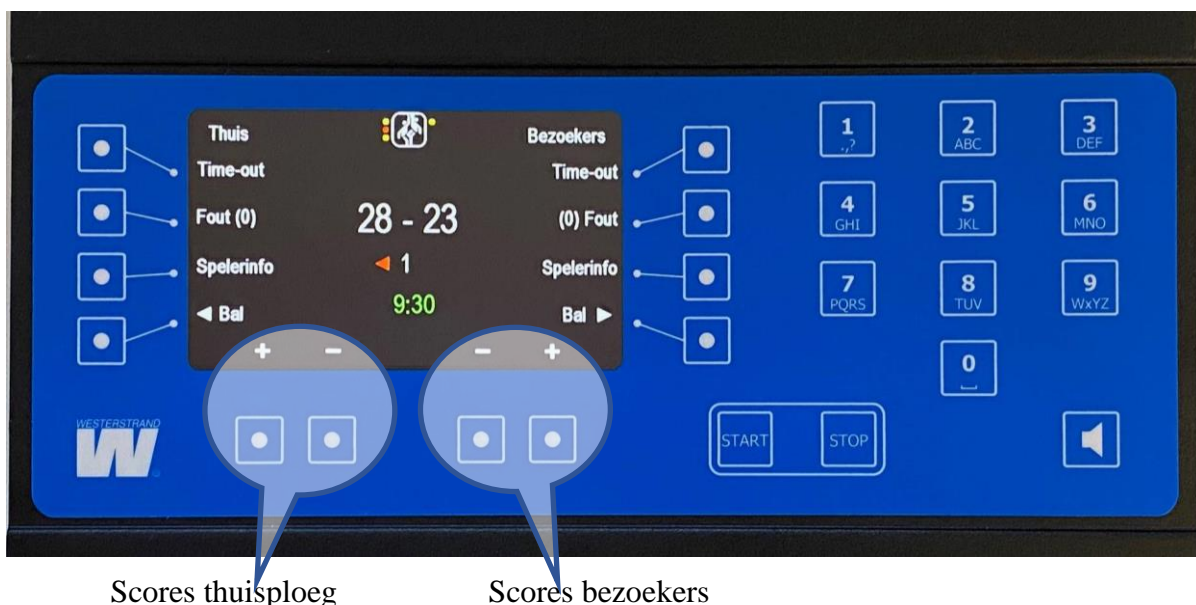 Thuis
Bezoekers
Time-out
Time-out
Fout (0)
28 - 23
(0) Fout
Spelerinfo
◀ 1
Spelerinfo
◀ Bal
9:30
Bal ▶
+ −
− +
1
.,?
2
ABC
3
DEF
4
GHI
5
JKL
6
MNO
7
PQRS
8
TUV
9
WxYZ
0
START
STOP
WESTERSTRAND
W
Scores thuisploeg
Scores bezoekers